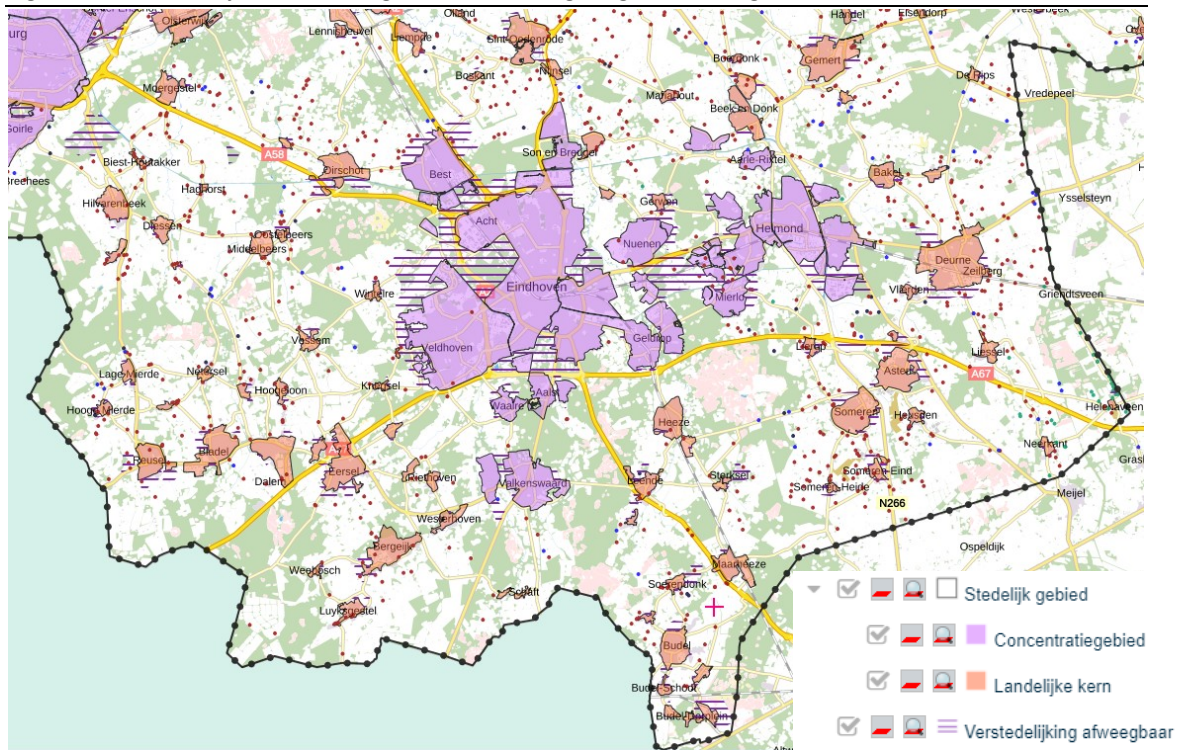 Oisterwijk
Lennisheuvel
Liempde
Olland
Sint-Oedenrode
Nijnsel
Boskant
Boerdonk
Handel
Elsendorp
Gemert
De Rips
Vredepeel
Moergestel
Mariahout
Beek-en Donk
Goirle
A58
Biest-Houtakker
Oirschot
Best
Son en Breugel
Aarle-Rixtel
Bakel
Haghorst
Hilvarenbeek
Diessen
Oostelbeers
Middelbeers
Acht
Gerwen
Nuenen
Helmond
Ysselsteyn
Deurne
Zeilberg
Vlierden
Griendtsveen
Wintelre
Eindhoven
Mierlo
Veldhoven
Geldrop
Vessem
Lierop
Liessel
Asten
A67
Lage-Mierde
Netersel
Hoogeloon
Knegsel
Hooge Mierde
Waalre
Aalst
Heeze
Someren
Heusden
Helenaveen
Neerkant
Reusel
Bladel
Dalem
Eersel
Riethoven
Valkenswaard
Leende
Sterksel
Someren-Eind
Someren-Heide
N266
Meijel
Westerhoven
Bergeijk
Ospeldijk
Weebosch
Luyksgestel
Schaft
Soerendonk
Maarheeze
Budel
Budel-Schoot
Budel-Dorplein
Stedelijk gebied
Concentratiegebied
Landelijke kern
Verstedelijking afweegbaar